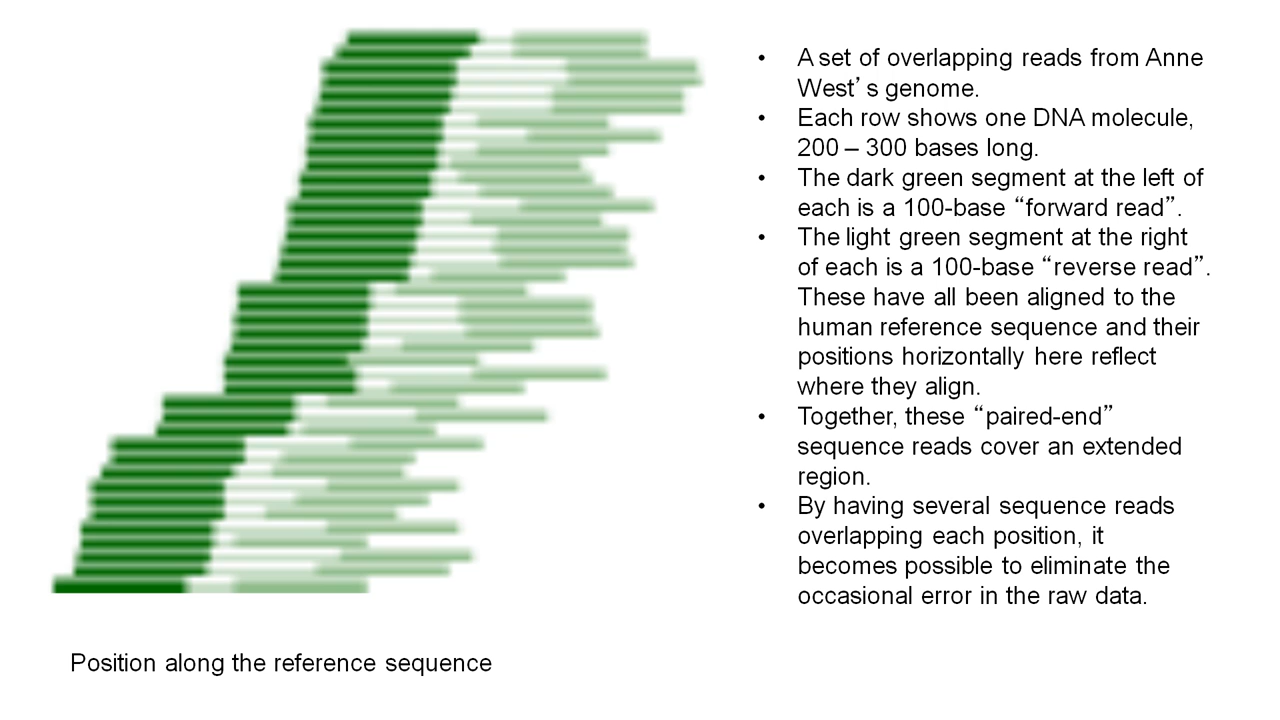 • A set of overlapping reads from Anne
West’s genome.
• Each row shows one DNA molecule,
200 – 300 bases long.
• The dark green segment at the left of
each is a 100-base “forward read”.
• The light green segment at the right
of each is a 100-base “reverse read”.
These have all been aligned to the
human reference sequence and their
positions horizontally here reflect
where they align.
• Together, these “paired-end”
sequence reads cover an extended
region.
• By having several sequence reads
overlapping each position, it
becomes possible to eliminate the
occasional error in the raw data.
Position along the reference sequence